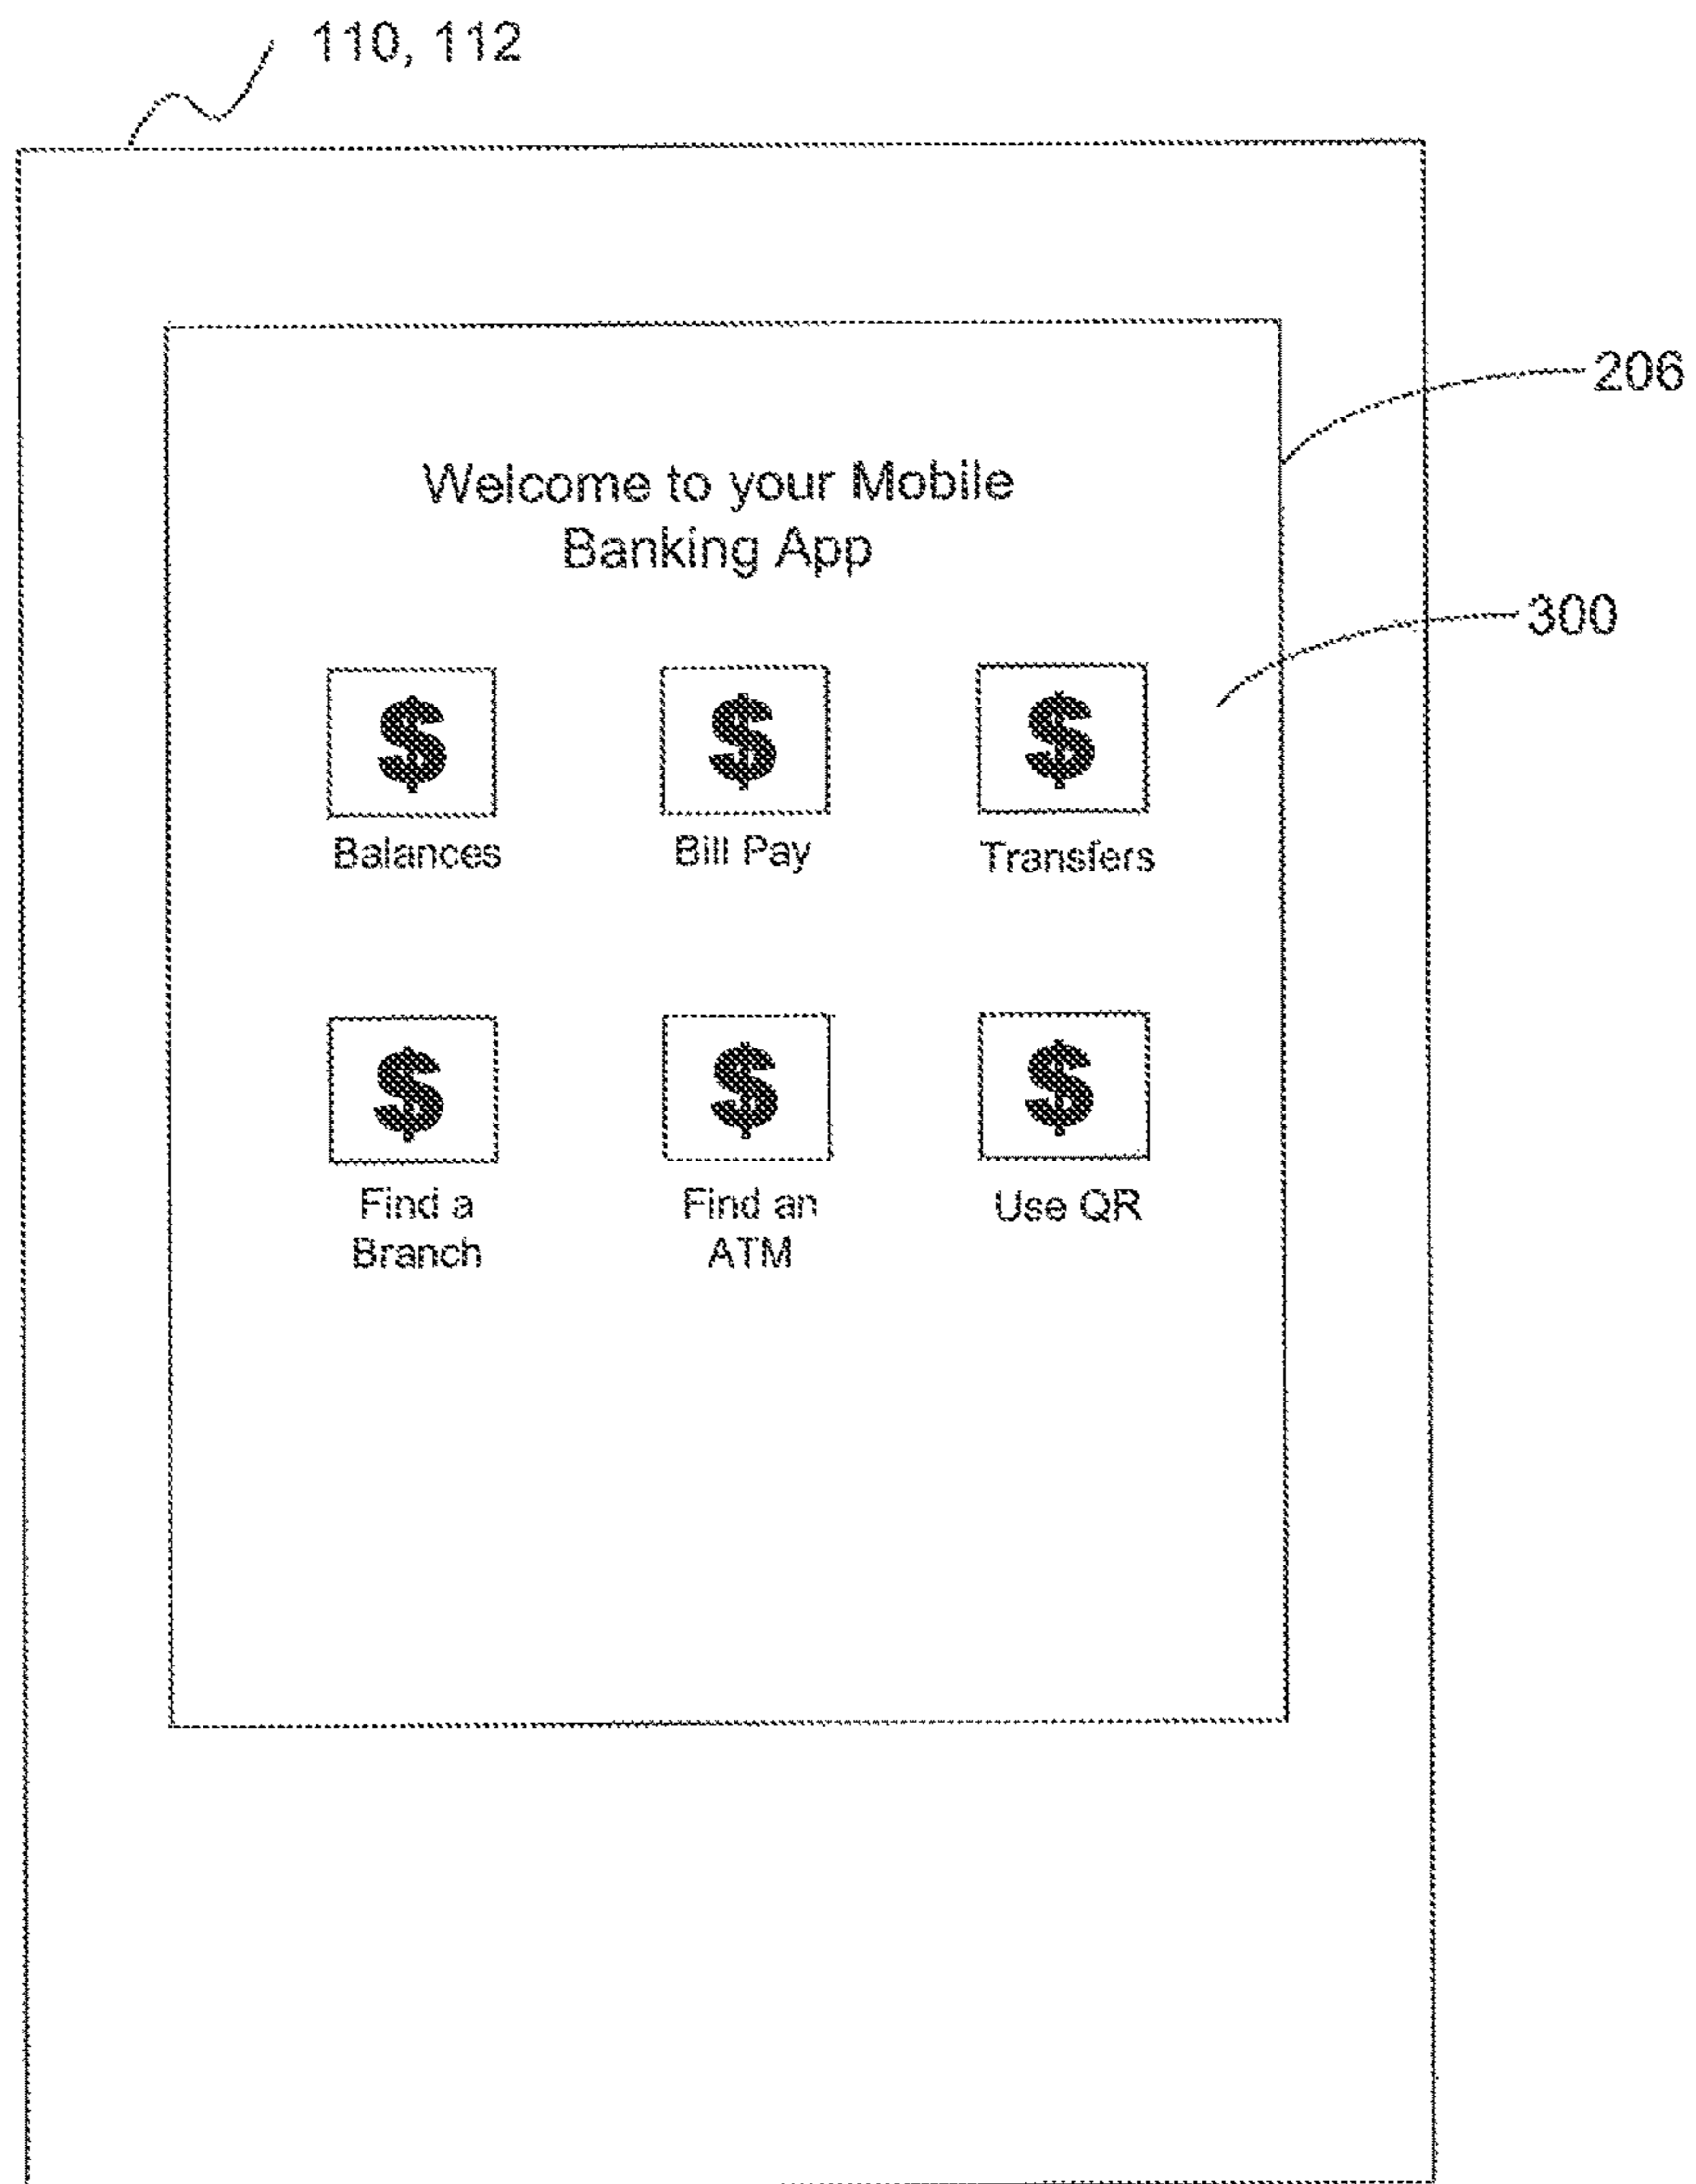 110, 112
206
Welcome to your Mobile
Banking App
300
$ $ $
Balances Bill Pay Transfers
$ $ $
Find a Find an Use QR
Branch ATM